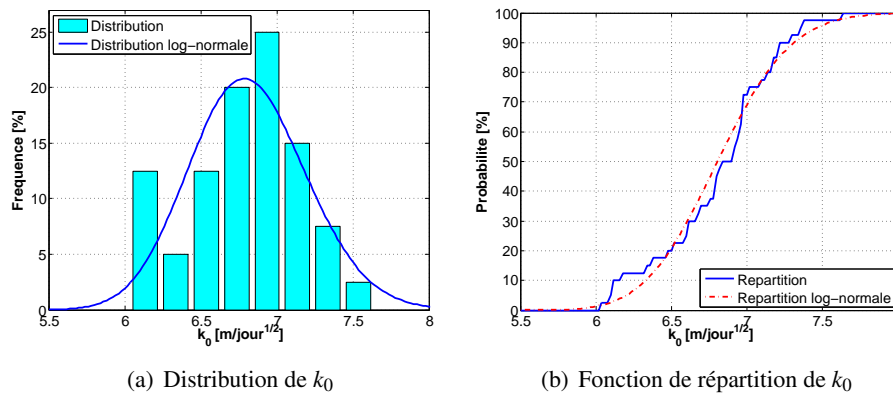 25
20
15
10
5
0
Frequence [%]
Distribution
Distribution log−normale
5.5 6 6.5 7 7.5 8
k0 [m/jour1/2]
(a) Distribution de k0
100
90
80
70
60
50
40
30
20
10
0
Probabilite [%]
Repartition
Repartition log−normale
5.5 6 6.5 7 7.5
k0 [m/jour1/2]
(b) Fonction de répartition de k0